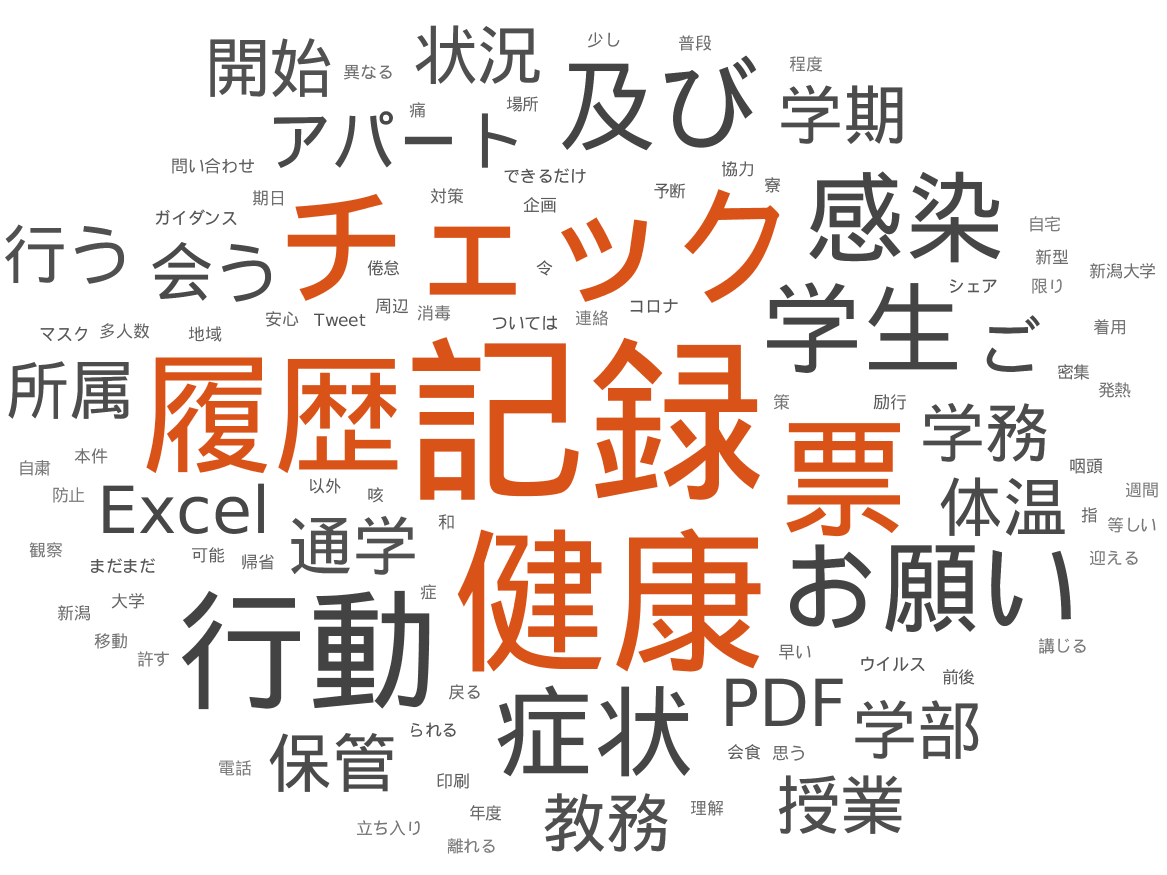 少し
普段
開始
状況
異なる
及び
程度
痛
場所
学期
アパート
問い合わせ
できるだけ
協力
予断
寮
期日
対策
企画
ガイダンス
感染
行う
会う
チェック
倦怠
令
自宅
新型
新潟大学
シェア
限り
周辺
消毒
コロナ
安心
Tweet
ついては
連絡
マスク
多人数
地域
学生
ご
着用
密集
発熱
所属
履歴
記録
策
励行
票
学務
本件
自粛
防止
以外
咳
咽頭
Excel
通学
和
体温
指
週間
等しい
観察
まだまだ
可能
帰省
健康
お願い
迎える
大学
新潟
症
移動
許す
行動
早い
ウイルス
講じる
前後
戻る
症状
PDF
学部
られる
保管
電話
会食
思う
印刷
年度
教務
理解
授業
立ち入り
離れる